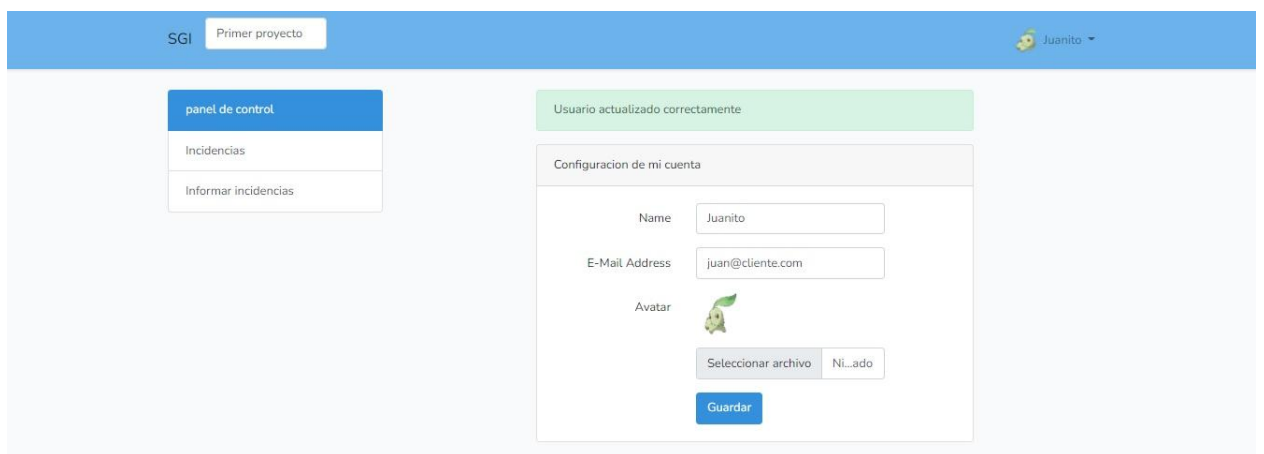 SGI
Primer proyecto
Juanito
panel de control
Incidencias
Informar incidencias
Usuario actualizado correctamente
Configuracion de mi cuenta
Name
Juanito
E-Mail Address
juan@cliente.com
Avatar
Seleccionar archivo
Ni...ado
Guardar